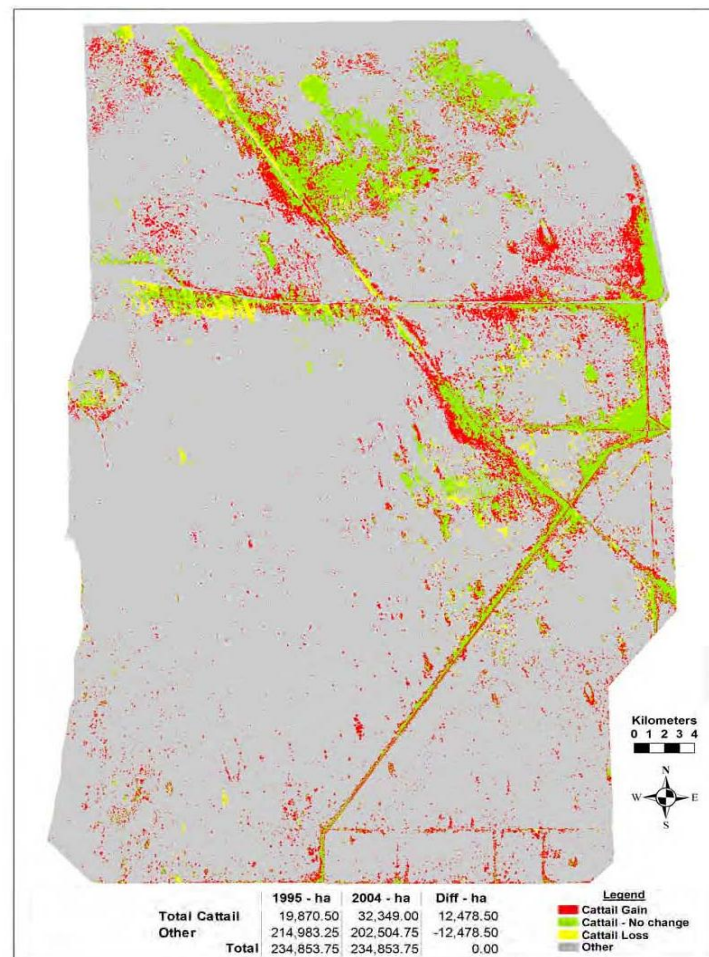 Kilometers
0 1 2 3 4
N
W E
S
1995 - ha 2004 - ha Diff - ha
Total Cattail 19,870.50 32,349.00 12,478.50
Other 214,983.25 202,504.75 -12,478.50
Total 234,853.75 234,853.75 0.00
Legend
Cattail Gain
Cattail - No change
Cattail Loss
Other